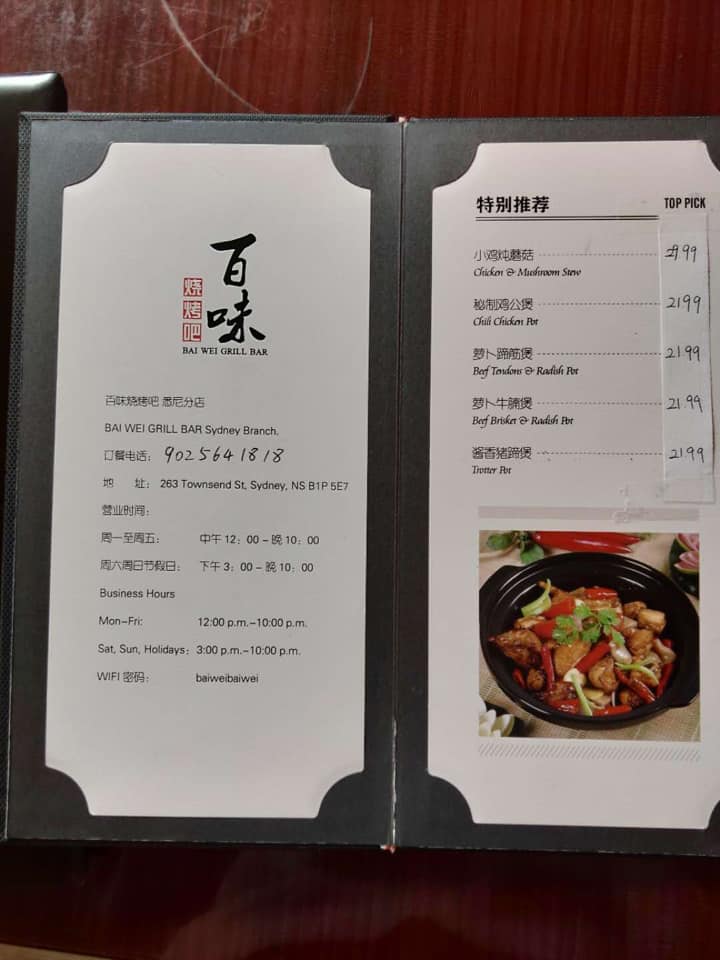 百味
烧烤吧
BAI WEI GRILL BAR
百味烧烤吧 悉尼分店
BAI WEI GRILL BAR Sydney Branch.
订餐电话: 9025641818
地 址: 263 Townsend St, Sydney, NS B1P 5E7
营业时间:
周一至周五: 中午 12:00 - 晚 10:00
周六周日节假日: 下午 3:00 - 晚 10:00
Business Hours
Mon-Fri: 12:00 p.m.-10:00 p.m.
Sat, Sun, Holidays: 3:00 p.m.-10:00 p.m.
WIFI 密码: baiweibaiwei
特别推荐 TOP PICK
小鸡炖蘑菇 29.99
Chicken & Mushroom Stew
秘制鸡公煲 2199
Chili Chicken Pot
萝卜蹄筋煲 21.99
Beef Tendons & Radish Pot
萝卜牛腩煲 21.99
Beef Brisket & Radish Pot
酱香猪蹄煲 21.99
Trotter Pot